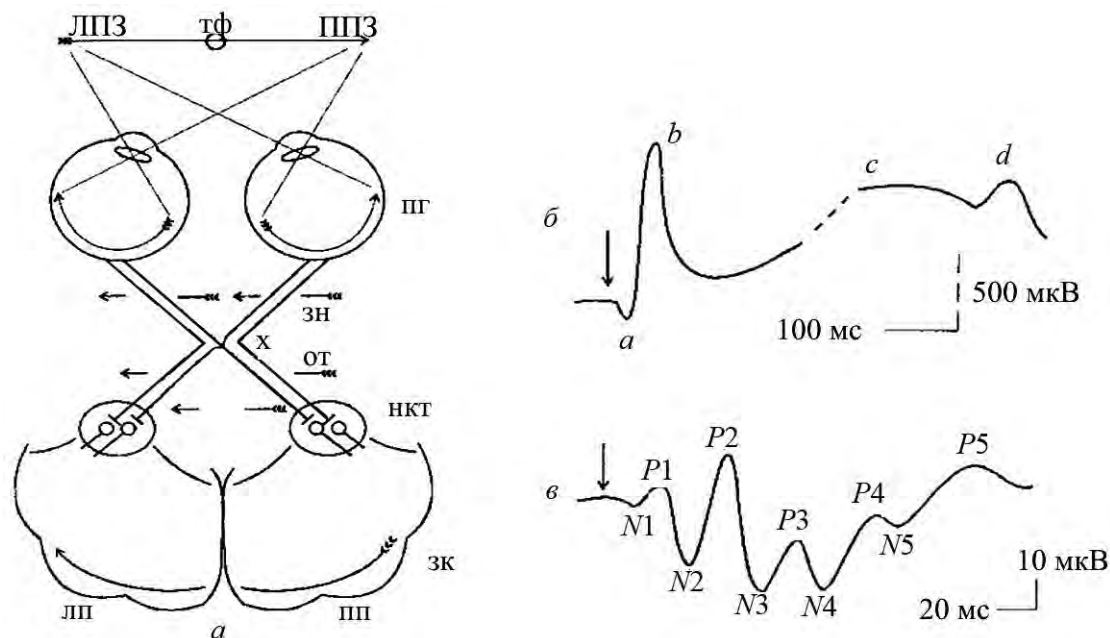 ЛПЗ тф ППЗ
пг
зн
х
от
нкт
зк
лп
пп
а
б
a
b
c
d
500 мкВ
100 мс
в
N1
P1
N2
P2
N3
P3
N4
P4
N5
P5
10 мкВ
20 мс